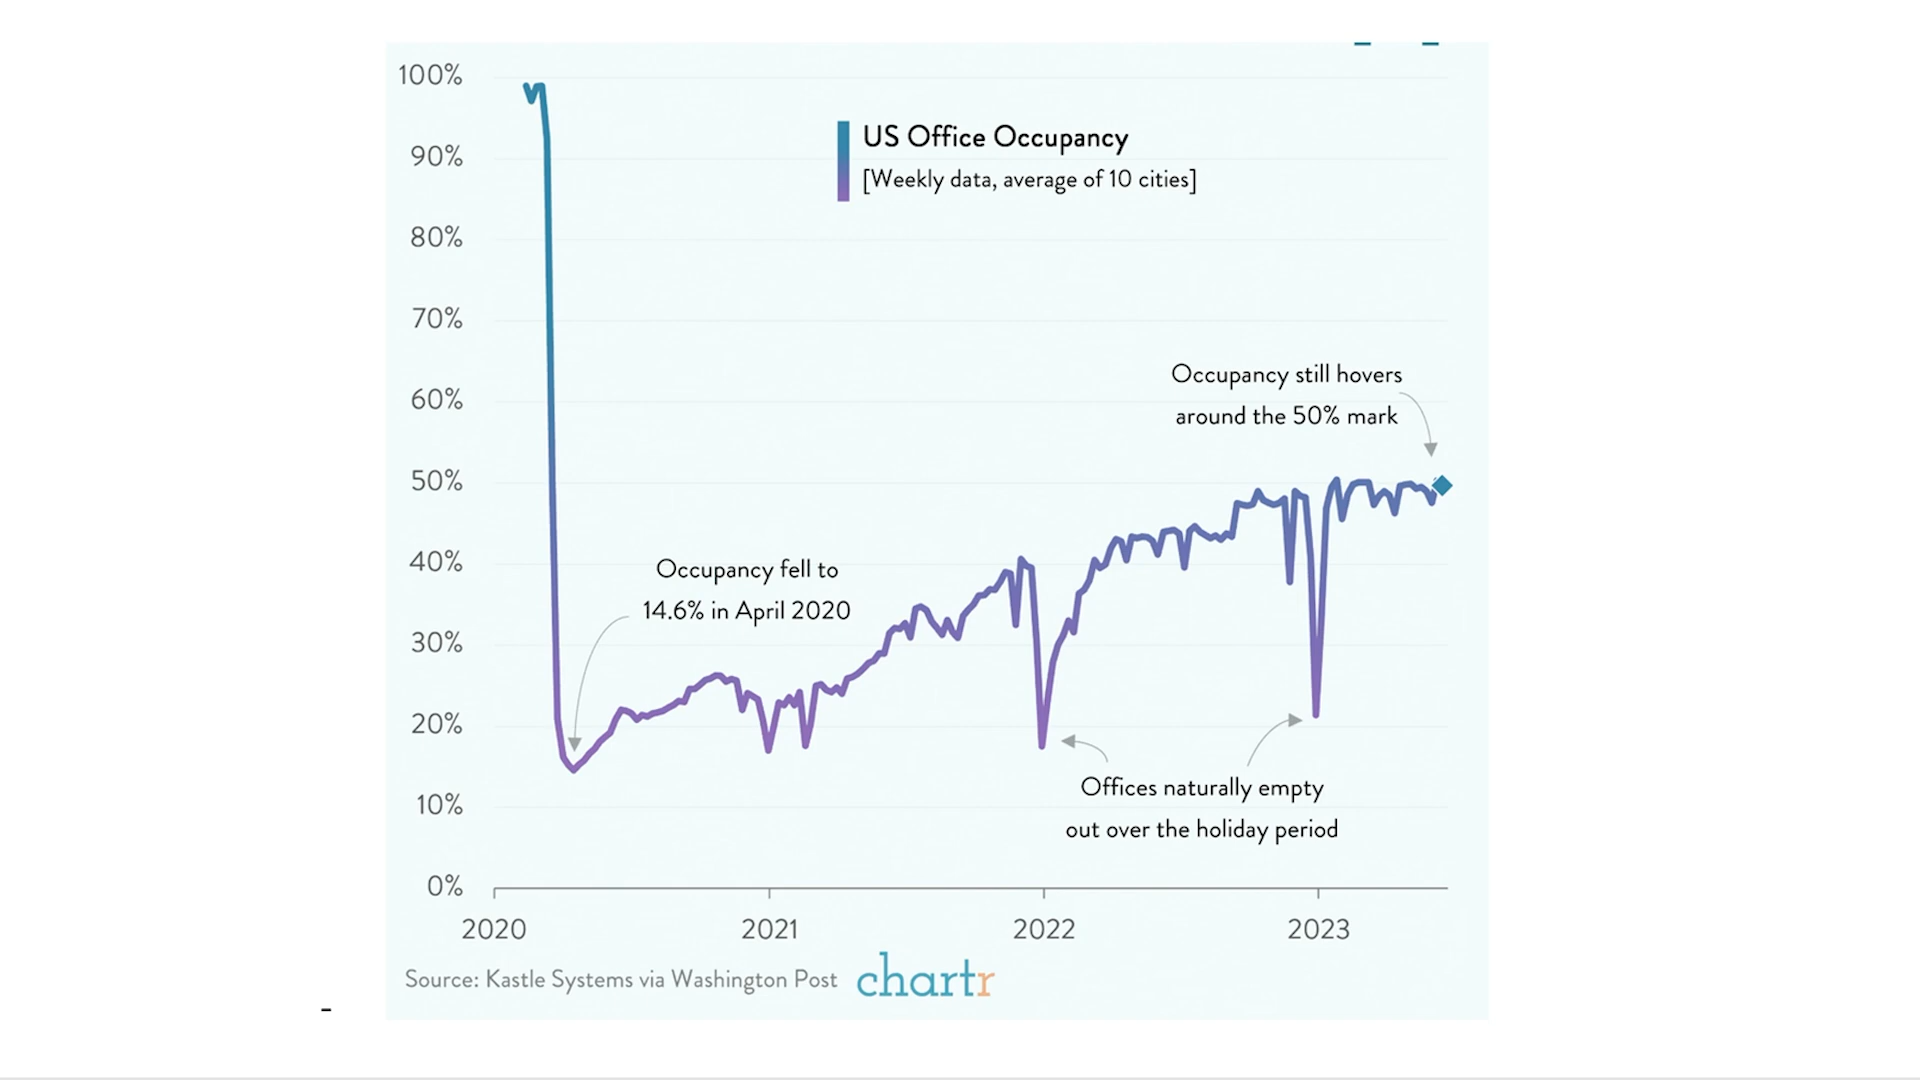 100%
90%
80%
70%
60%
50%
40%
30%
20%
10%
0%
US Office Occupancy
[Weekly data, average of 10 cities]
Occupancy still hovers
around the 50% mark
Occupancy fell to
14.6% in April 2020
Offices naturally empty
out over the holiday period
2020 2021 2022 2023
Source: Kastle Systems via Washington Post chartr
-